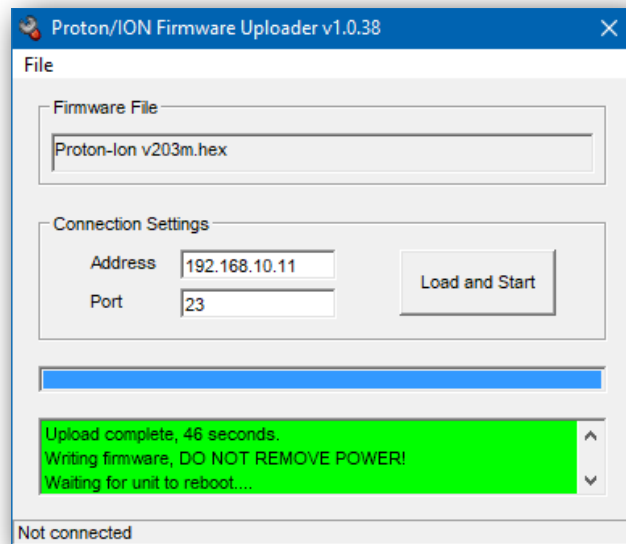 Proton/ION Firmware Uploader v1.0.38
File
Firmware File
Proton-Ion v203m.hex
Connection Settings
Address 192.168.10.11
Load and Start
Port 23
Upload complete, 46 seconds.
Writing firmware, DO NOT REMOVE POWER!
Waiting for unit to reboot....
Not connected